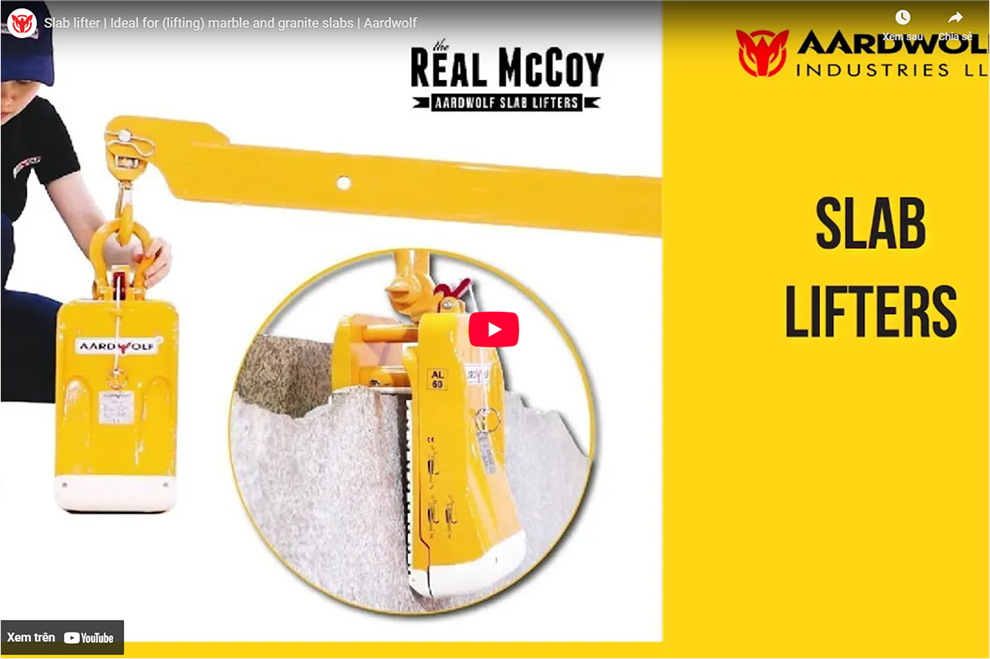 Slab lifter | Ideal for (lifting) marble and granite slabs | Aardwolf
Xem sau
Chia sẻ
the
REAL McCOY
AARDWOLF SLAB LIFTERS
AARDWOLF
INDUSTRIES LL
SLAB
LIFTERS
AARDWOLF
AL
60
Xem trên YouTube